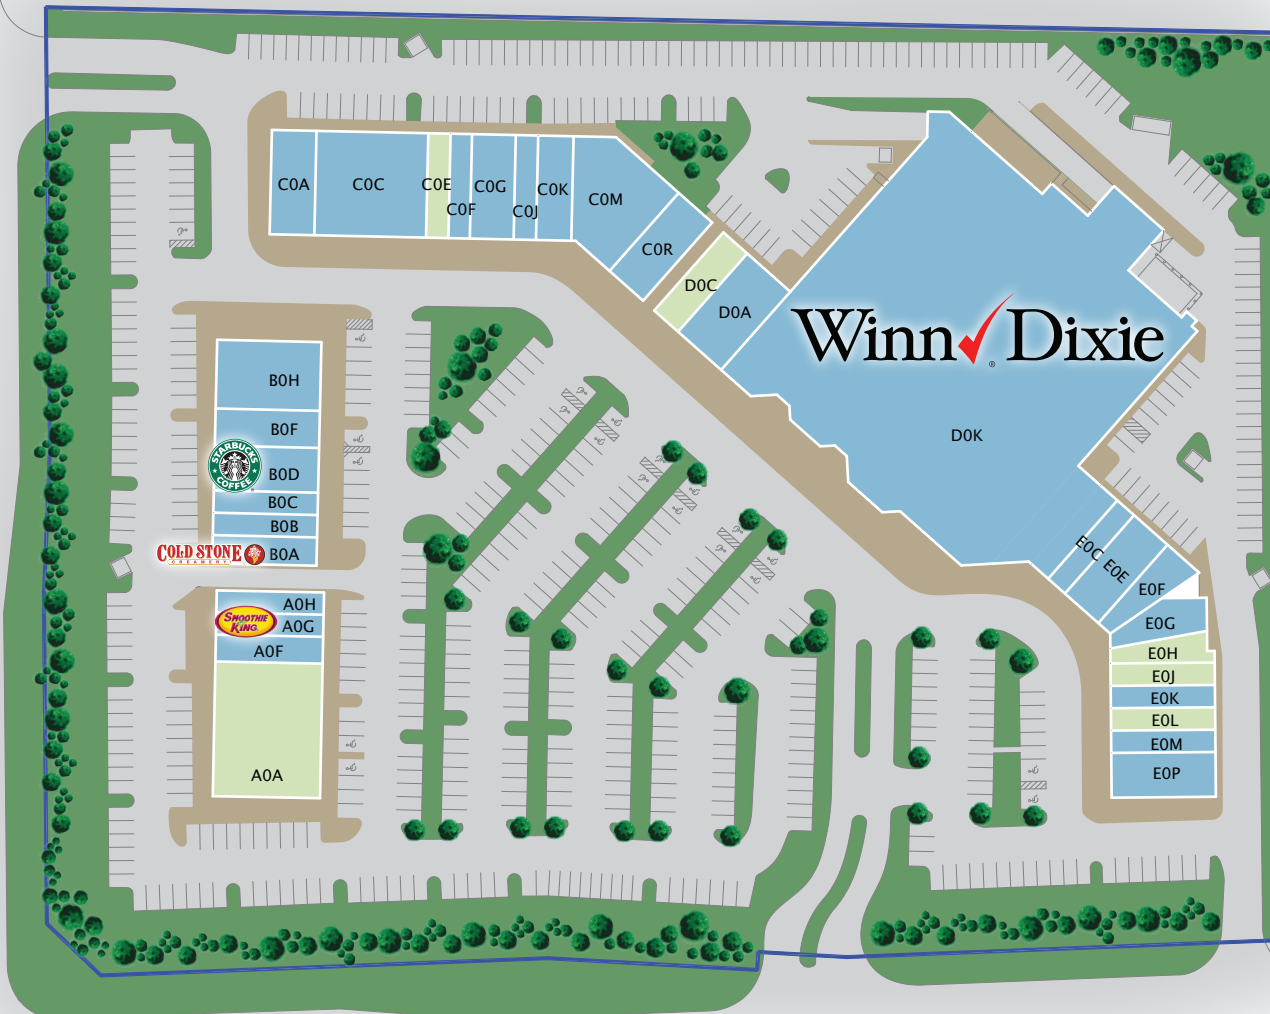 C0A
C0C
C0E
C0F
C0G
C0J
C0K
C0M
C0R
D0C
D0A
Winn Dixie
®
D0K
B0H
B0F
STARBUCKS
COFFEE
B0D
B0C
B0B
COLD STONE
CREAMERY
B0A
A0H
SMOOTHIE
KING
A0G
A0F
A0A
E0C
E0E
E0F
E0G
E0H
E0J
E0K
E0L
E0M
E0P